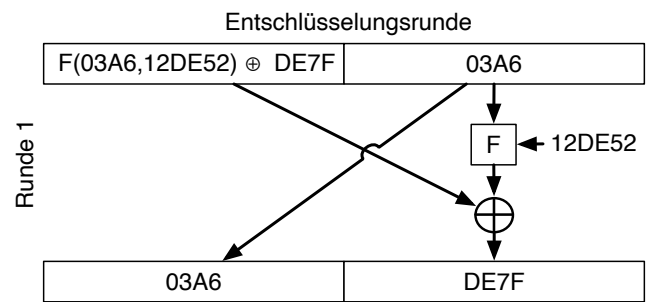 Entschlüsselungsrunde
F(03A6,12DE52) ⊕ DE7F
03A6
Runde 1
F
12DE52
03A6
DE7F